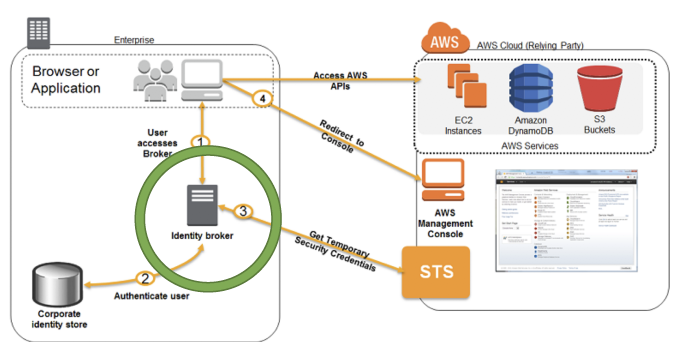 Enterprise
AWS
AWS Cloud (Relying Party)
Browser or
Application
Access AWS
APIs
4
EC2
Instances
Amazon
DynamoDB
S3
Buckets
AWS Services
Redirect to
Console
1
User
accesses
Broker
AWS
Management
Console
3
Identity broker
Get Temporary
Security Credentials
STS
2
Authenticate user
Corporate
identity store